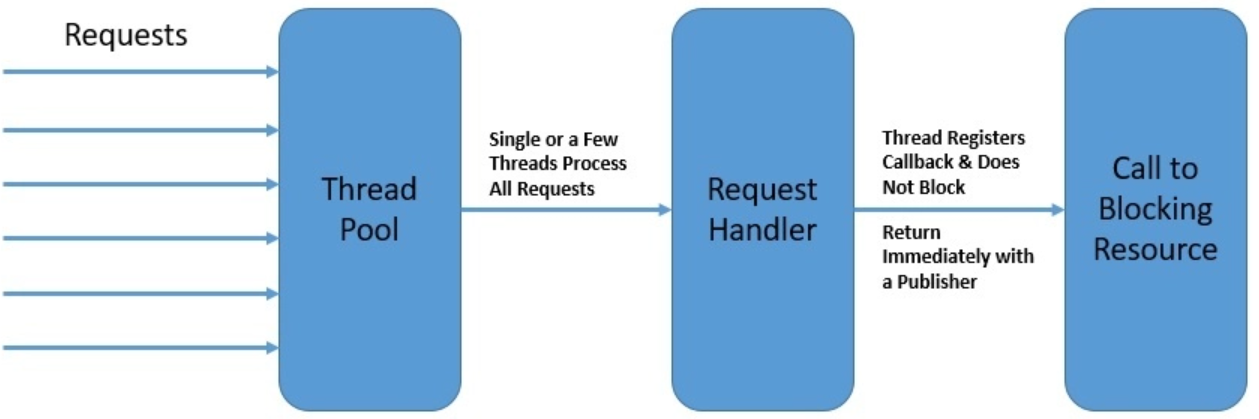 Requests
Thread
Pool
Single or a Few
Threads Process
All Requests
Request
Handler
Thread Registers
Callback & Does
Not Block
Return
Immediately with
a Publisher
Call to
Blocking
Resource